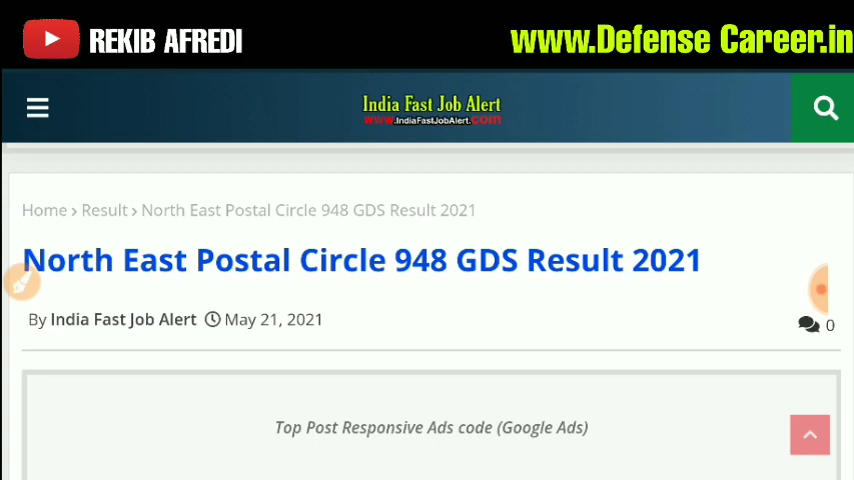 REKIB AFREDI
www.Defense Career.in
India Fast Job Alert
www.IndiaFastJobAlert.com
Home > Result > North East Postal Circle 948 GDS Result 2021
North East Postal Circle 948 GDS Result 2021
By India Fast Job Alert May 21, 2021
0
Top Post Responsive Ads code (Google Ads)